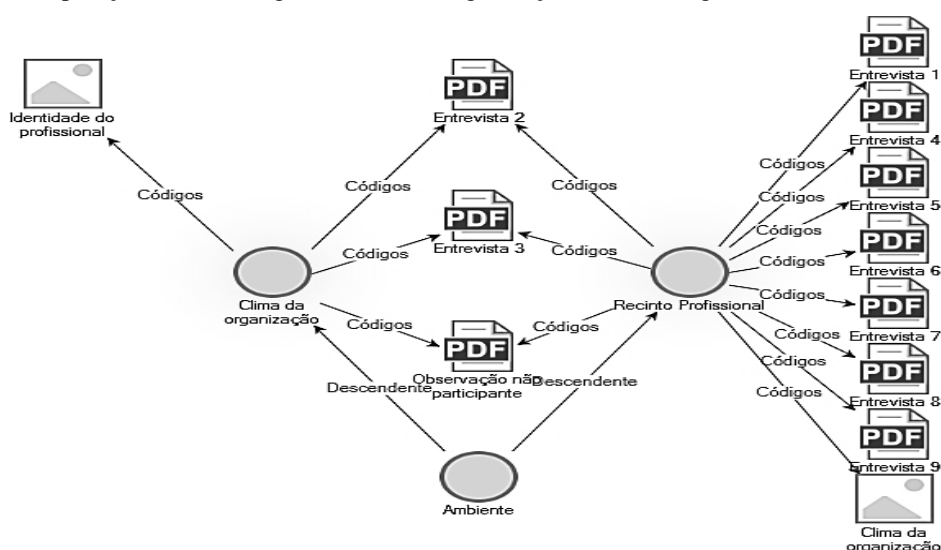 PDF
Entrevista 1
Identidade do
profissional
PDF
Entrevista 2
PDF
Entrevista 4
Códigos
Códigos
Códigos
Códigos
Códigos
PDF
Entrevista 5
PDF
Entrevista 3
Códigos
Códigos
Códigos
PDF
Entrevista 6
Códigos
Clima da
organização
Recinto Profissional
Códigos
PDF
Entrevista 7
Códigos
Códigos
PDF
Observação não
participante
Descendente
Descendente
Códigos
Códigos
PDF
Entrevista 8
Códigos
PDF
Entrevista 9
Ambiente
Clima da
organização